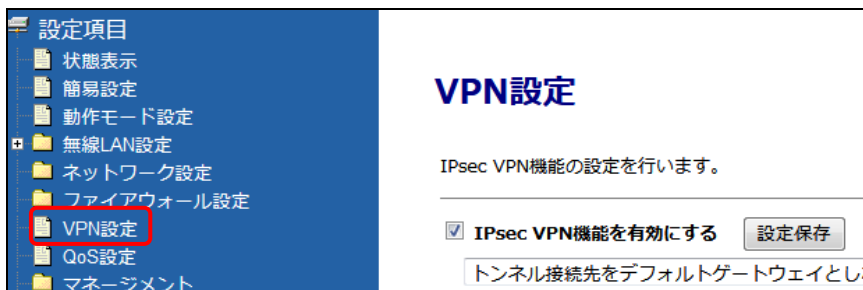 設定項目
状態表示
簡易設定
動作モード設定
無線LAN設定
ネットワーク設定
ファイアウォール設定
VPN設定
QoS設定
マネージメント
VPN設定
IPsec VPN機能の設定を行います。
IPsec VPN機能を有効にする 設定保存
トンネル接続先をデフォルトゲートウェイとし